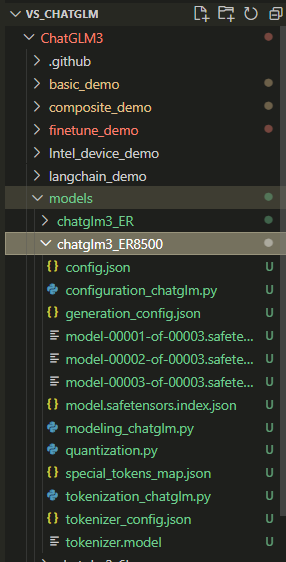 VS_CHATGLM
ChatGLM3
.github
basic_demo
composite_demo
finetune_demo
Intel_device_demo
langchain_demo
models
chatglm3_ER
chatglm3_ER8500
{} config.json U
configuration_chatglm.py U
{} generation_config.json U
model-00001-of-00003.safete... U
model-00002-of-00003.safete... U
model-00003-of-00003.safete... U
{} model.safetensors.index.json U
modeling_chatglm.py U
quantization.py U
{} special_tokens_map.json U
tokenization_chatglm.py U
{} tokenizer_config.json U
tokenizer.model U